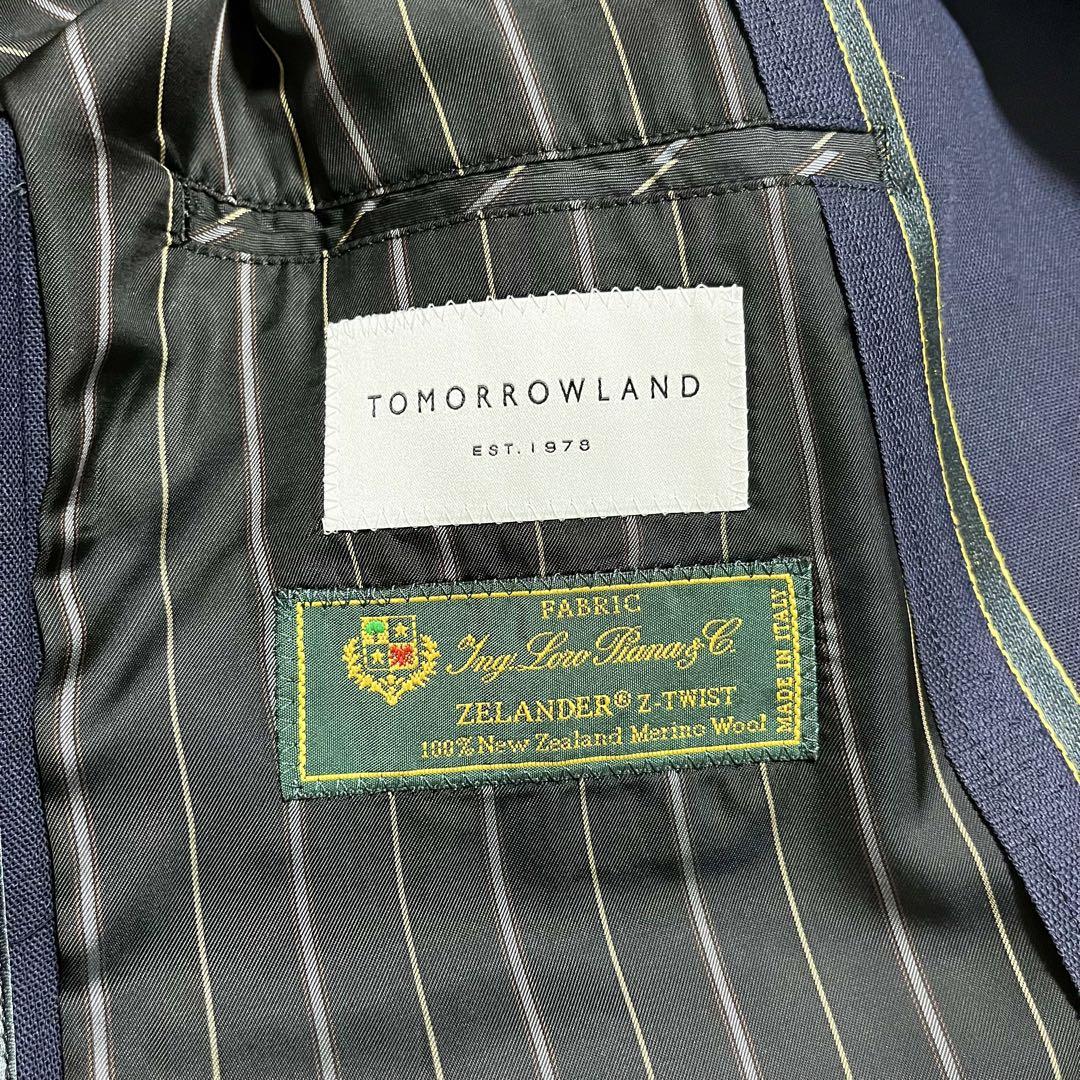 TOMORROWLAND
EST. 1978
FABRIC
Ing. Loro Piana & C.
ZELANDER® Z-TWIST
100% New Zealand Merino Wool
MADE IN ITALY